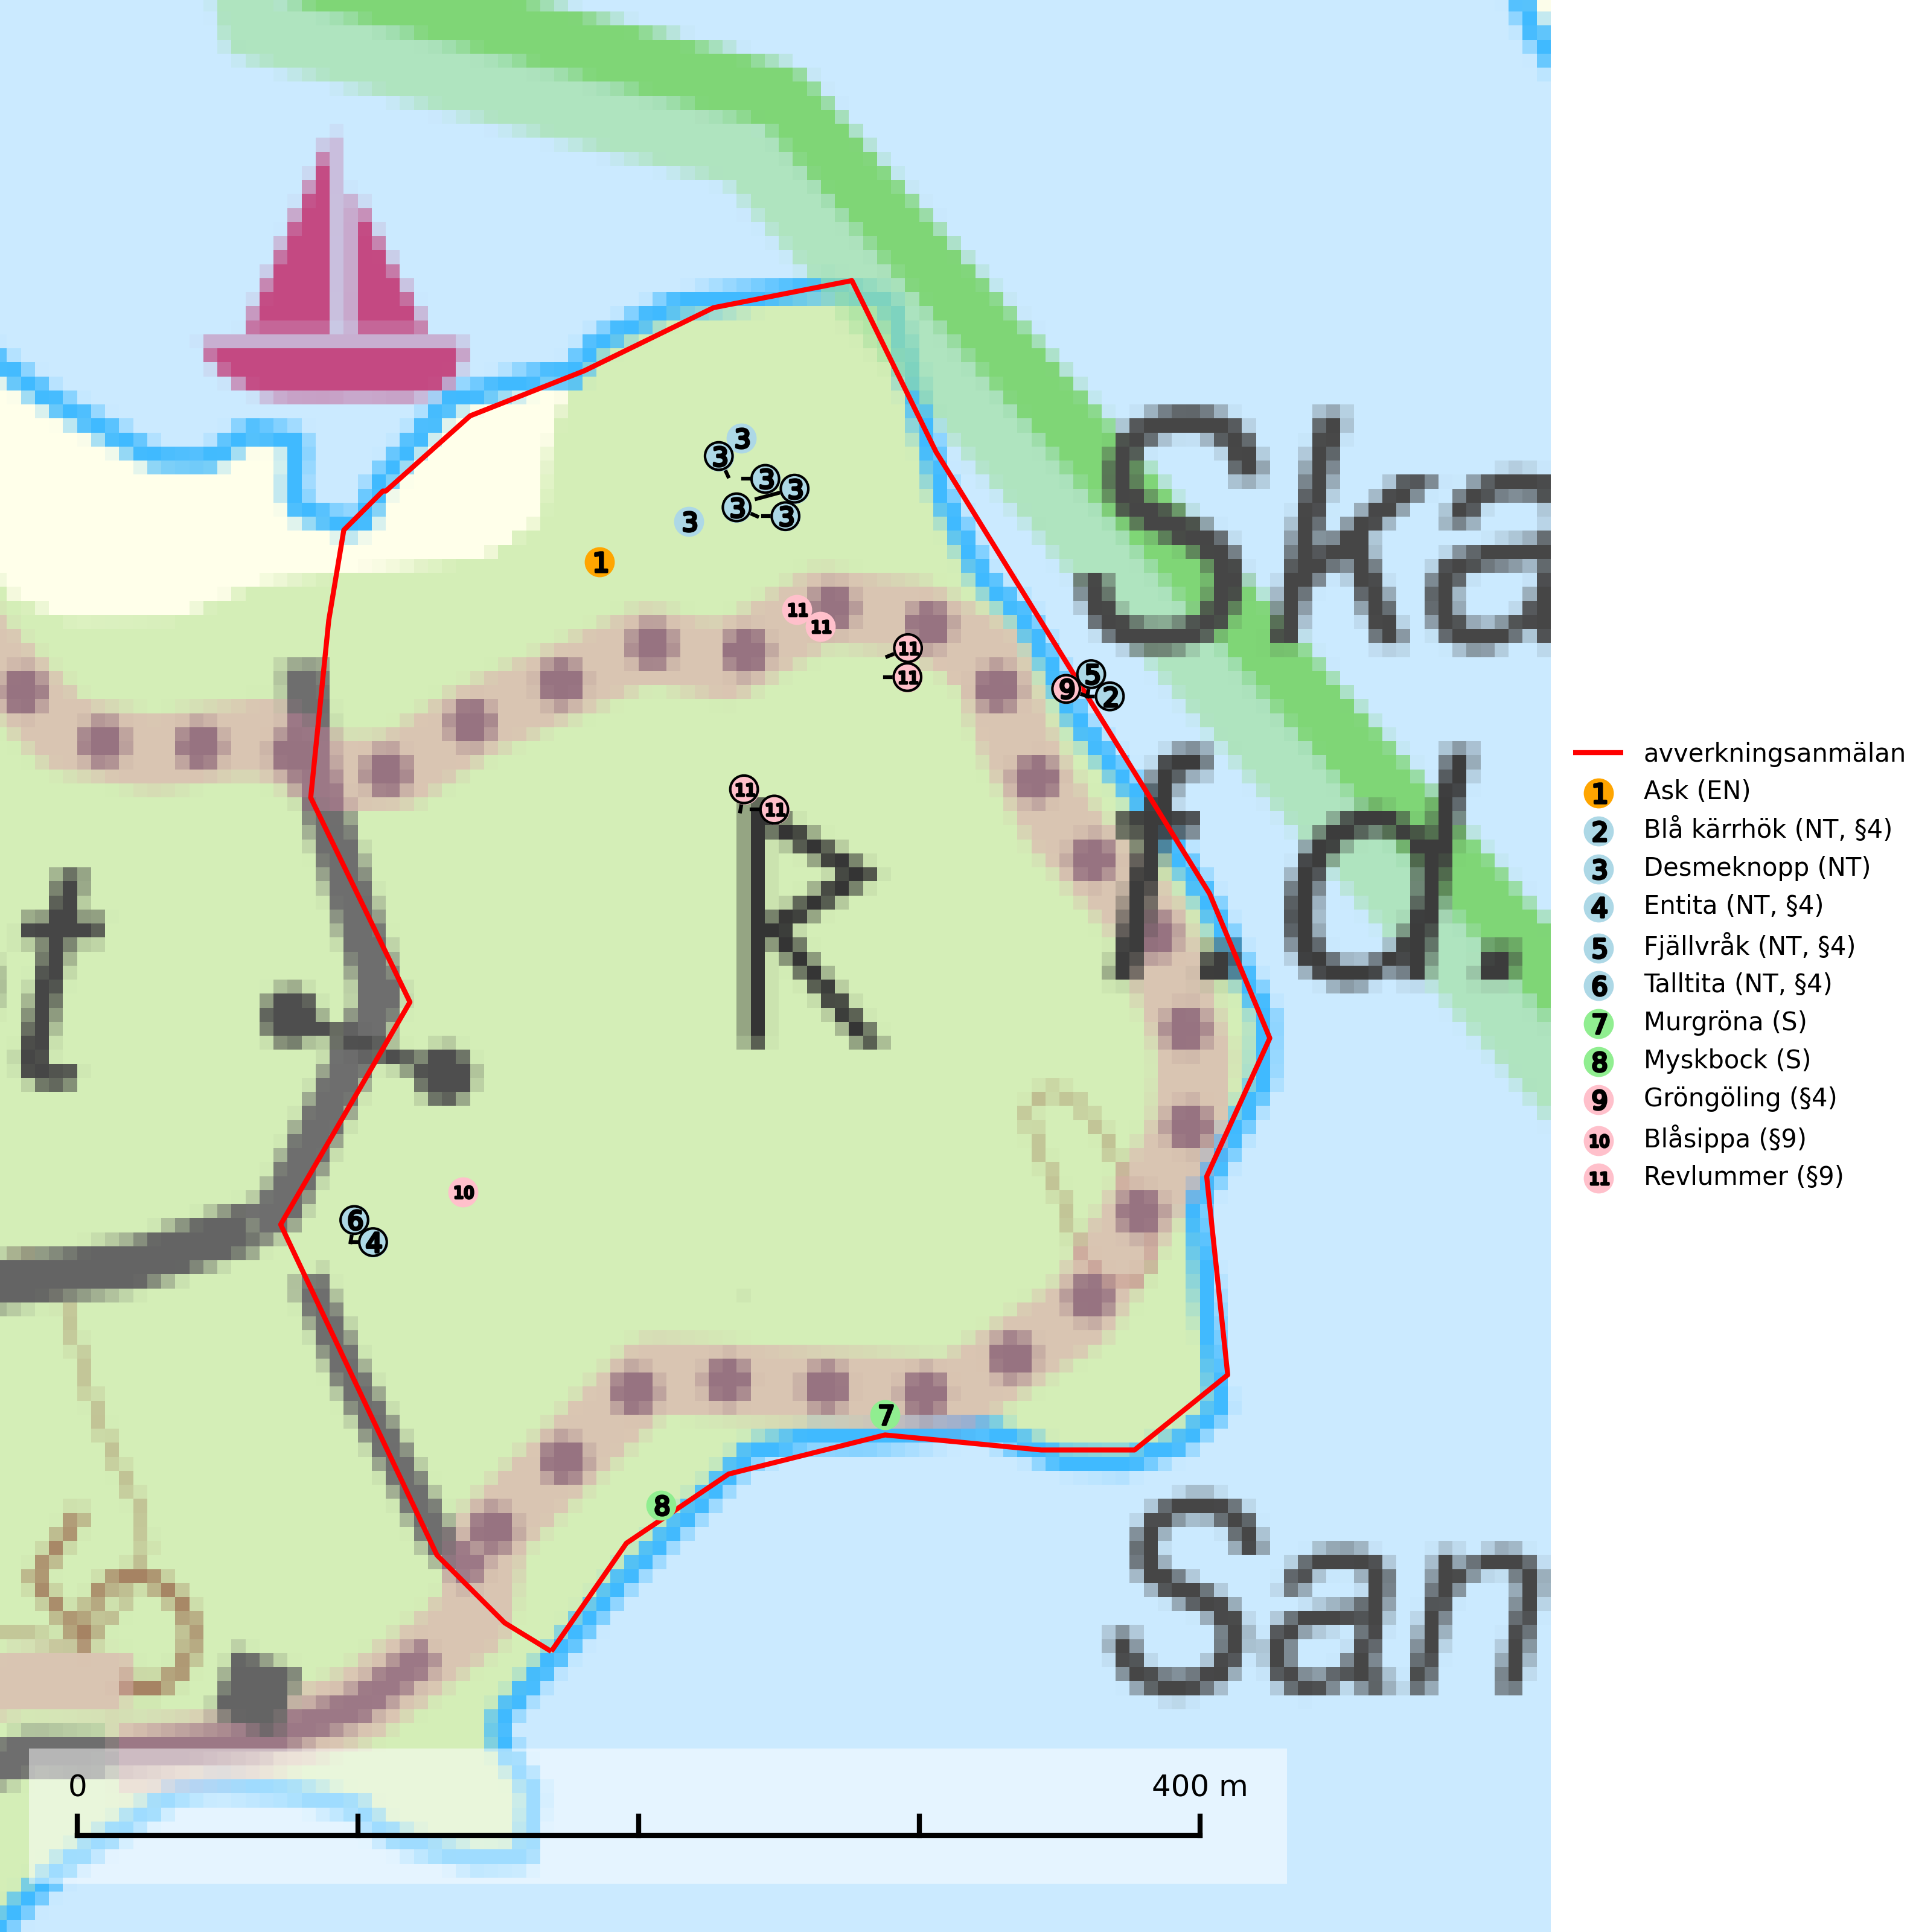 3
3
3
3
3
3
3
3
1
11
11
11
11
5
9
2
11
11
Ska
rd.
t
R
10
6
4
7
8
San
0
400 m
avverkningsanmälan
1 Ask (EN)
2 Blå kärrhök (NT, §4)
3 Desmeknopp (NT)
4 Entita (NT, §4)
5 Fjällvråk (NT, §4)
6 Talltita (NT, §4)
7 Murgröna (S)
8 Myskbock (S)
9 Gröngöling (§4)
10 Blåsippa (§9)
11 Revlummer (§9)